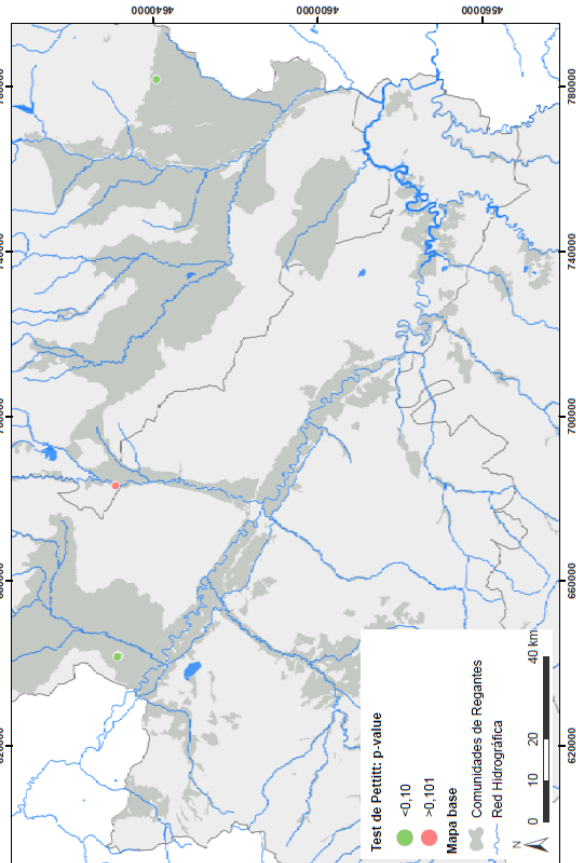 620000
660000
700000
740000
780000
4640000
4600000
4560000
Test de Pettitt: p-value
<0,10
>0,101
Mapa base
Comunidades de Regantes
Red Hidrográfica
N
0 10 20 40 km
620000
660000
700000
740000
780000